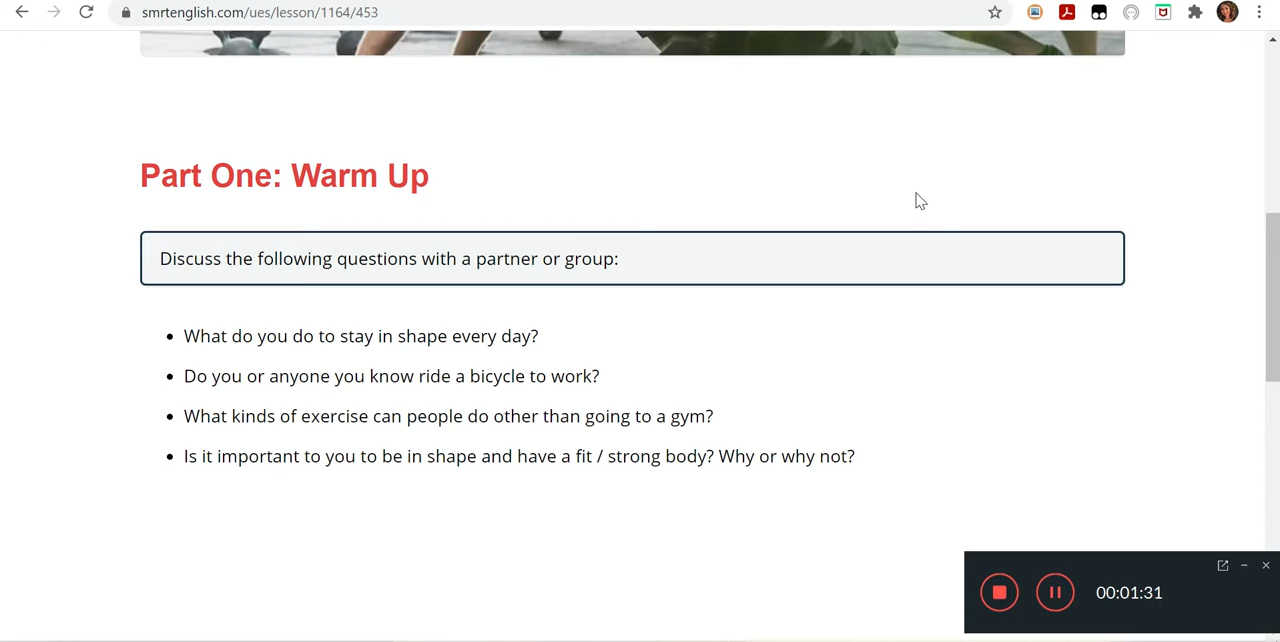 smrtenglish.com/ues/lesson/1164/453
Part One: Warm Up
Discuss the following questions with a partner or group:
• What do you do to stay in shape every day?
• Do you or anyone you know ride a bicycle to work?
• What kinds of exercise can people do other than going to a gym?
• Is it important to you to be in shape and have a fit / strong body? Why or why not?
00:01:31